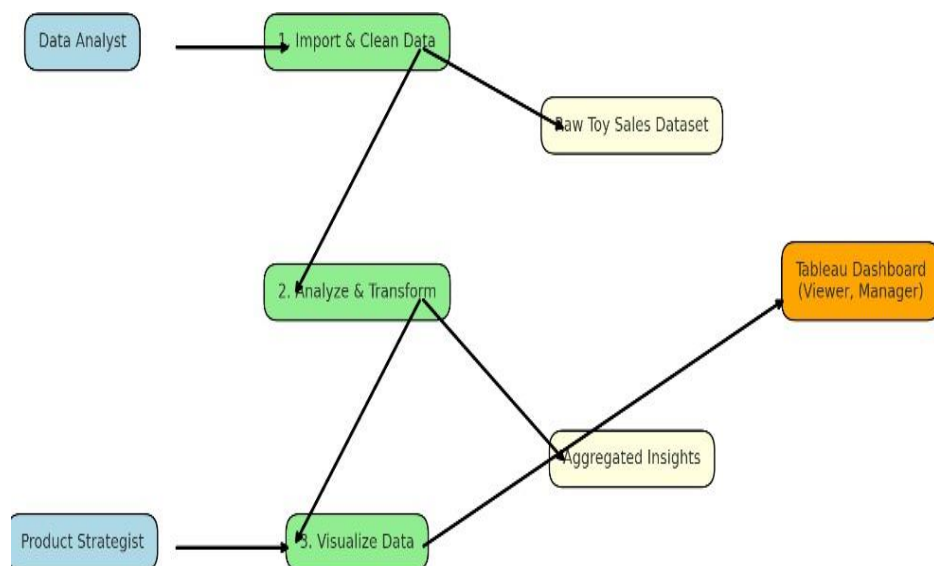 Data Analyst
1. Import & Clean Data
Raw Toy Sales Dataset
2. Analyze & Transform
Tableau Dashboard
(Viewer, Manager)
Aggregated Insights
Product Strategist
3. Visualize Data